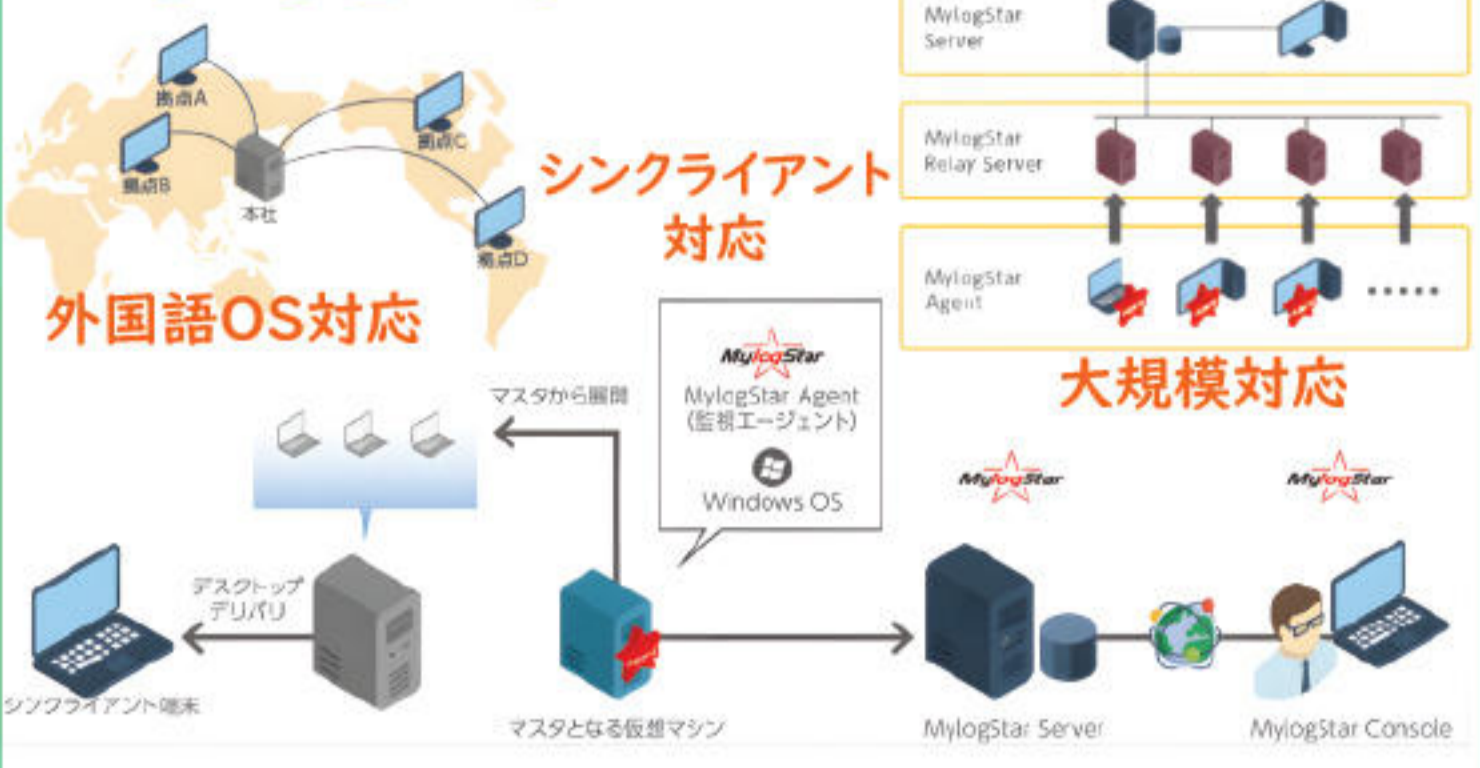 拠点A
拠点B
本社
拠点C
拠点D
外国語OS対応
シンクライアント
対応
MylogStar
Server
MylogStar
Relay Server
MylogStar
Agent
大規模対応
マスタから展開
MylogStar
MylogStar Agent
(監視エージェント)
Windows OS
デスクトップ
デリバリ
シンクライアント端末
マスタとなる仮想マシン
MylogStar
MylogStar Server
MylogStar
MylogStar Console